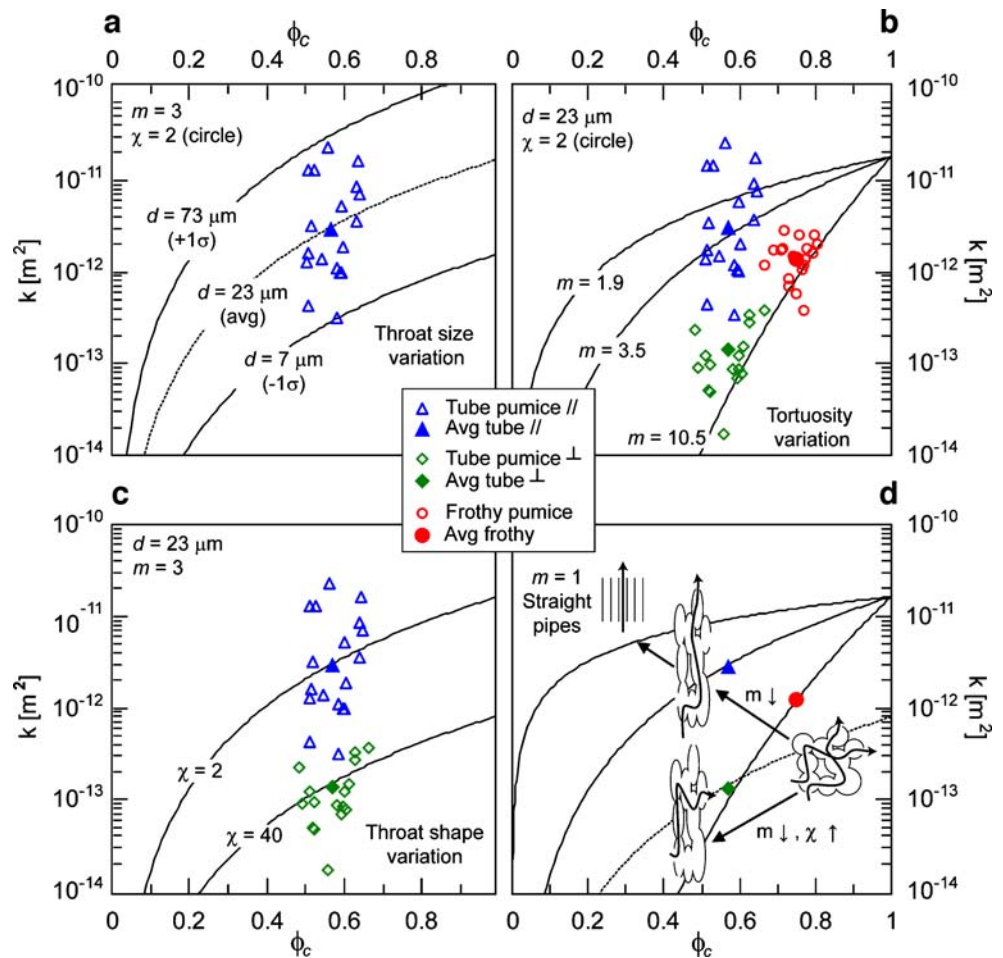 a
ϕc
0 0.2 0.4 0.6 0.8
b
ϕc
0 0.2 0.4 0.6 0.8 1
10⁻¹⁰
10⁻¹¹
10⁻¹²
10⁻¹³
10⁻¹⁴
k [m²]
m = 3
χ = 2 (circle)
d = 73 µm
(+1σ)
d = 23 µm
(avg)
d = 7 µm
(-1σ)
Throat size
variation
d = 23 µm
χ = 2 (circle)
m = 1.9
m = 3.5
m = 10.5
Tortuosity
variation
10⁻¹⁰
10⁻¹¹
10⁻¹²
10⁻¹³
10⁻¹⁴
k [m²]
Tube pumice //
Avg tube //
Tube pumice ⊥
Avg tube ⊥
Frothy pumice
Avg frothy
c
10⁻¹⁰
10⁻¹¹
10⁻¹²
10⁻¹³
10⁻¹⁴
k [m²]
d = 23 µm
m = 3
χ = 2
χ = 40
Throat shape
variation
0 0.2 0.4 0.6 0.8
ϕc
d
m = 1
Straight
pipes
m ↓
m ↓ , χ ↑
10⁻¹⁰
10⁻¹¹
10⁻¹²
10⁻¹³
10⁻¹⁴
k [m²]
0 0.2 0.4 0.6 0.8 1
ϕc